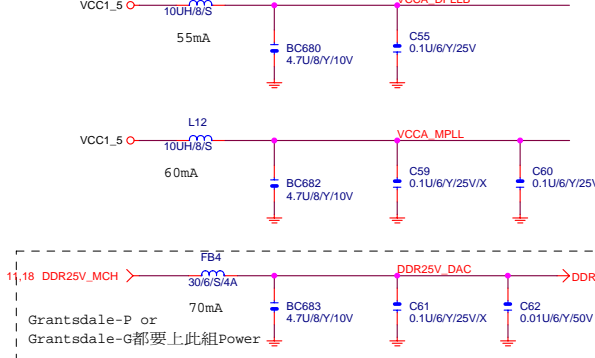 VCC1_5 VCCA_DPLLB
10UH/8/S
55mA
BC680 C55
4.7U/8/Y/10V 0.1U/6/Y/25V
L12
VCC1_5 VCCA_MPLL
10UH/8/S
60mA
BC682 C59 C60
4.7U/8/Y/10V 0.1U/6/Y/25V/X 0.1U/6/Y/25V
FB4
11,18 DDR25V_MCH DDR25V_DAC DDR
30/6/S/4A
70mA
BC683 C61 C62
4.7U/8/Y/10V 0.1U/6/Y/25V/X 0.01U/6/Y/50V
Grantsdale-P or
Grantsdale-G都要上此組Power